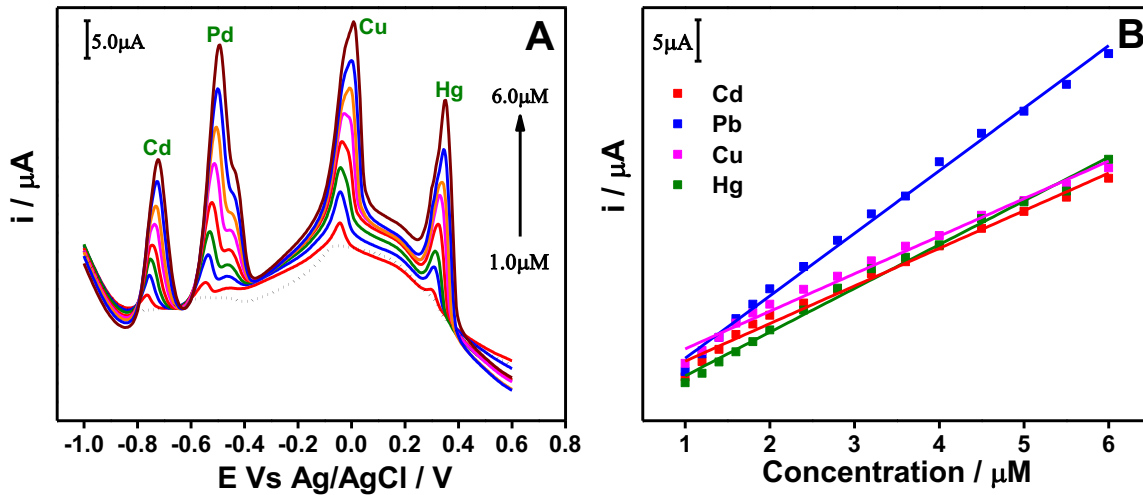 A
5.0μA
Pd
Cu
Hg
Cd
6.0μM
1.0μM
i / μA
-1.0 -0.8 -0.6 -0.4 -0.2 0.0 0.2 0.4 0.6 0.8
E Vs Ag/AgCl / V
B
5μA
Cd
Pb
Cu
Hg
i / μA
1 2 3 4 5 6
Concentration / μM